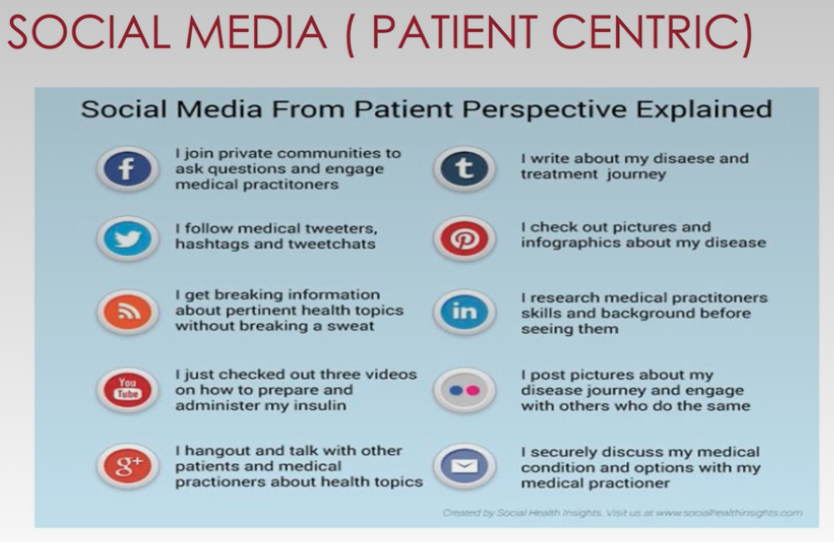 SOCIAL MEDIA ( PATIENT CENTRIC)
Social Media From Patient Perspective Explained
f
I join private communities to
ask questions and engage
medical practitoners
t
I write about my disaese and
treatment journey
I follow medical tweeters,
hashtags and tweetchats
I check out pictures and
infographics about my disease
I get breaking information
about pertinent health topics
without breaking a sweat
in
I research medical practitoners
skills and background before
seeing them
You
Tube
I just checked out three videos
on how to prepare and
administer my insulin
I post pictures about my
disease journey and engage
with others who do the same
g+
I hangout and talk with other
patients and medical
practioners about health topics
I securely discuss my medical
condition and options with my
medical practioner
Created by Social Health Insights. Visit us at www.socialhealthinsights.com